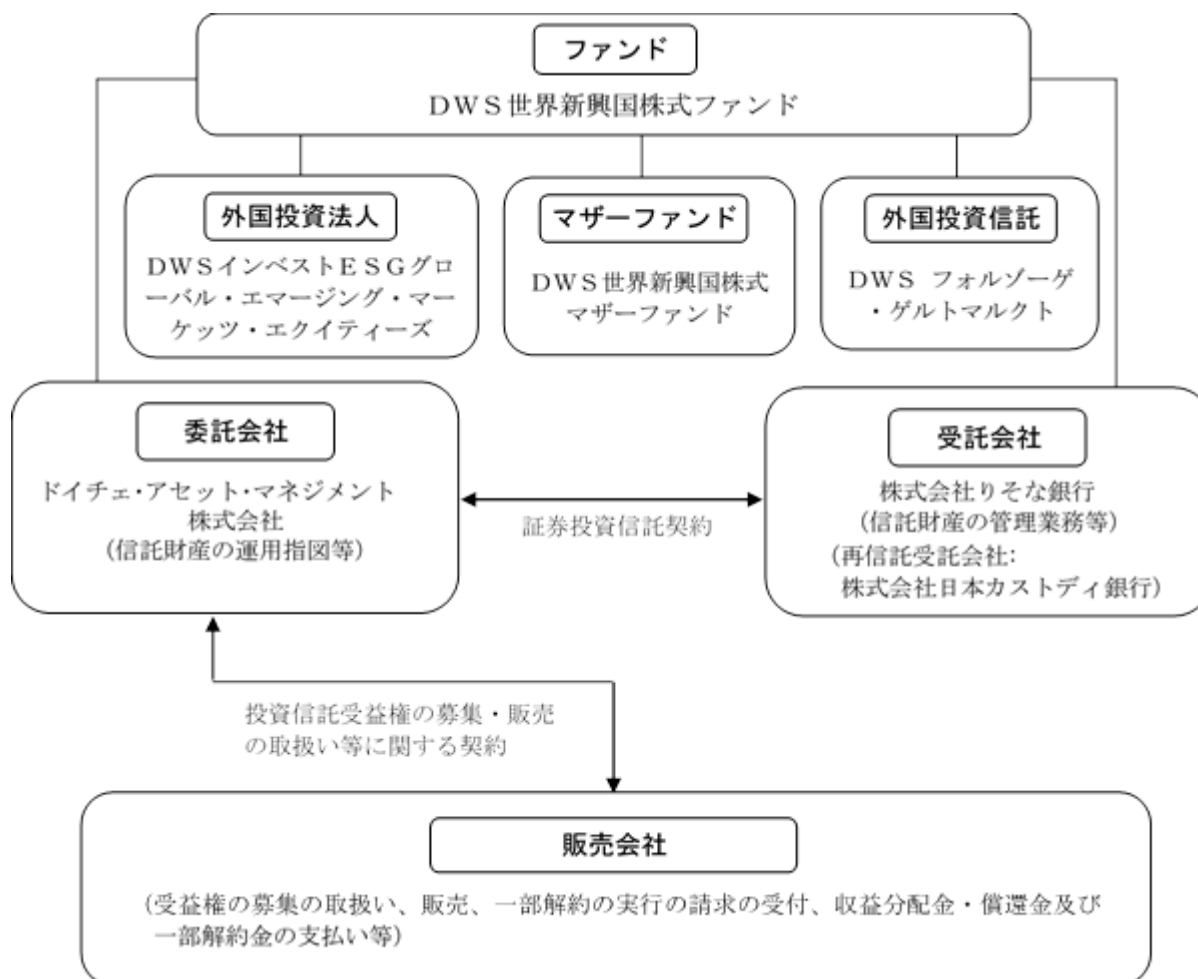 ファンド
DWS世界新興国株式ファンド
外国投資法人
DWSインベストESGグロ
ーバル・エマージング・マー
ケッツ・エクイティーズ
マザーファンド
DWS世界新興国株式
マザーファンド
外国投資信託
DWS フォルゾーゲ
・ゲルトマルクト
委託会社
ドイチェ・アセット・マネジメント
株式会社
(信託財産の運用指図等)
証券投資信託契約
受託会社
株式会社りそな銀行
(信託財産の管理業務等)
(再信託受託会社:
株式会社日本カストディ銀行)
投資信託受益権の募集・販売
の取扱い等に関する契約
販売会社
(受益権の募集の取扱い、販売、一部解約の実行の請求の受付、収益分配金・償還金及び
一部解約金の支払い等)